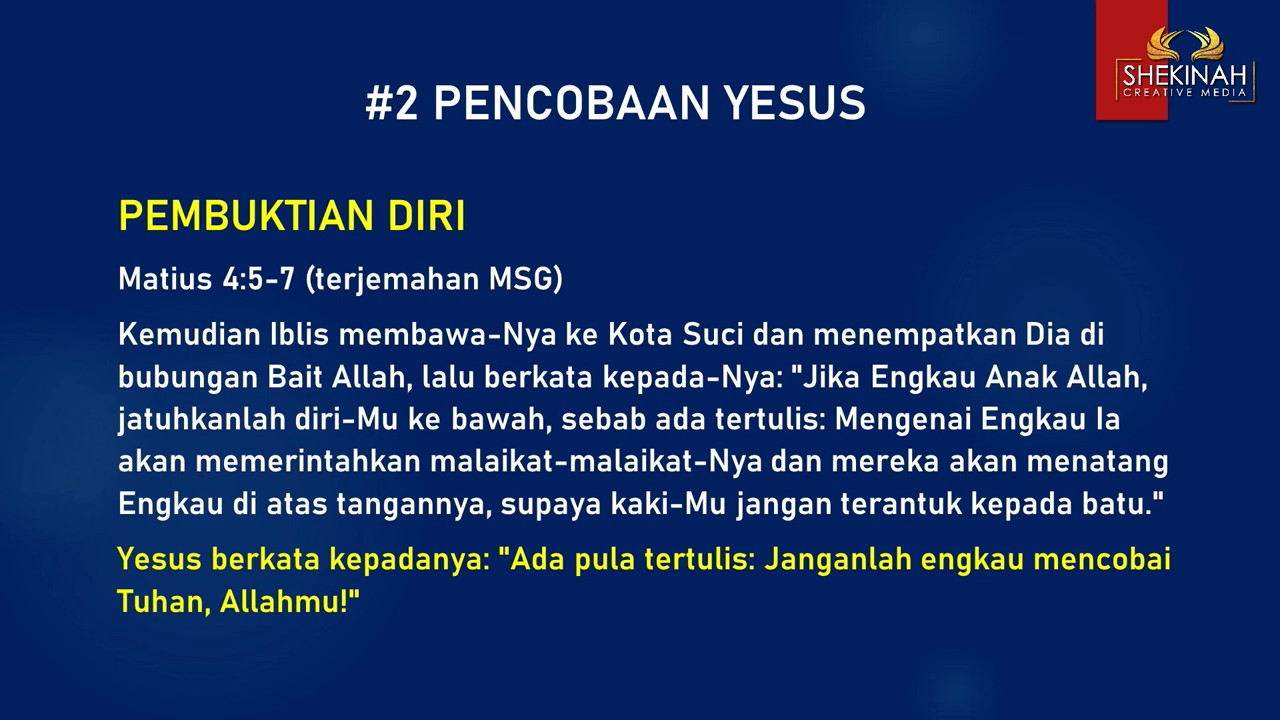 SHEKINAH
CREATIVE MEDIA
#2 PENCOBAAN YESUS
PEMBUKTIAN DIRI
Matius 4:5-7 (terjemahan MSG)
Kemudian Iblis membawa-Nya ke Kota Suci dan menempatkan Dia di
bubungan Bait Allah, lalu berkata kepada-Nya: "Jika Engkau Anak Allah,
jatuhkanlah diri-Mu ke bawah, sebab ada tertulis: Mengenai Engkau Ia
akan memerintahkan malaikat-malaikat-Nya dan mereka akan menatang
Engkau di atas tangannya, supaya kaki-Mu jangan terantuk kepada batu."
Yesus berkata kepadanya: "Ada pula tertulis: Janganlah engkau mencobai
Tuhan, Allahmu!"